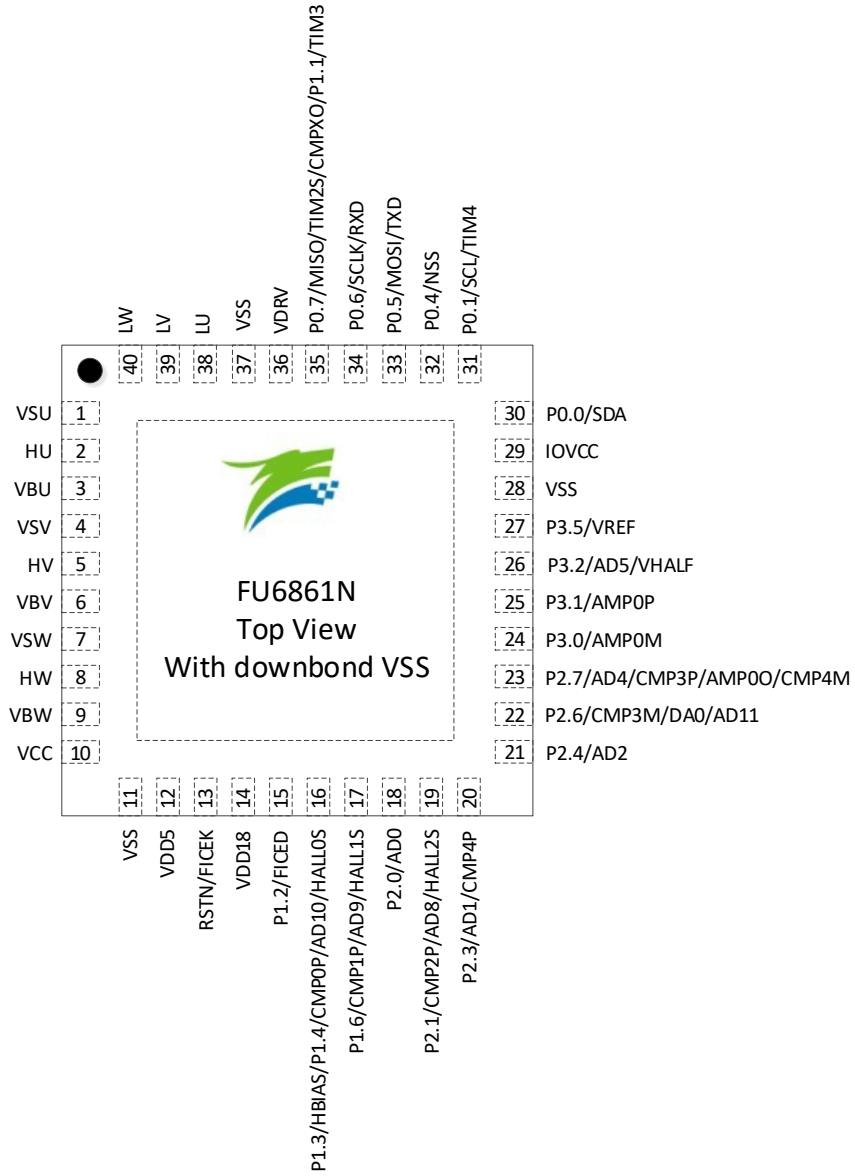 P0.7/MISO/TIM2S/CMPXO/P1.1/TIM3
P0.6/SCLK/RXD
P0.5/MOSI/TXD
P0.4/NSS
P0.1/SCL/TIM4
LW
LV
LU
VSS
VDRV
40
39
38
37
36
35
34
33
32
31
VSU 1
HU 2
VBU 3
VSV 4
HV 5
VBV 6
VSW 7
HW 8
VBW 9
VCC 10
FU6861N
Top View
With downbond VSS
30 P0.0/SDA
29 IOVCC
28 VSS
27 P3.5/VREF
26 P3.2/AD5/VHALF
25 P3.1/AMP0P
24 P3.0/AMP0M
23 P2.7/AD4/CMP3P/AMP0O/CMP4M
22 P2.6/CMP3M/DA0/AD11
21 P2.4/AD2
11
12
13
14
15
16
17
18
19
20
VSS
VDD5
RSTN/FICEK
VDD18
P1.2/FICED
P1.3/HBIAS/P1.4/CMP0P/AD10/HALL0S
P1.6/CMP1P/AD9/HALL1S
P2.0/AD0
P2.1/CMP2P/AD8/HALL2S
P2.3/AD1/CMP4P